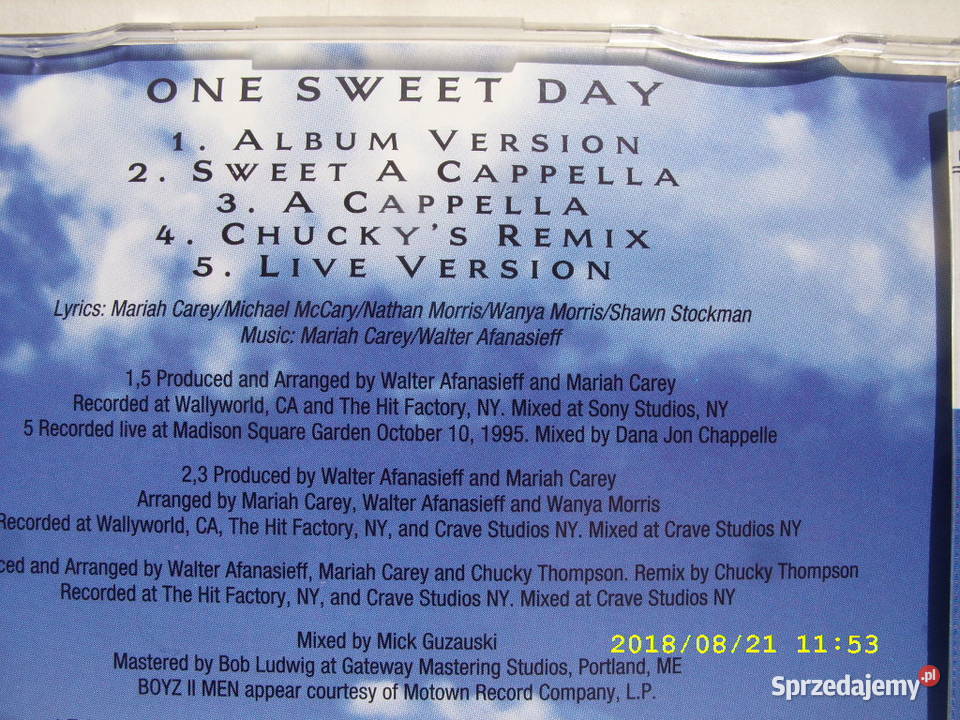 ONE SWEET DAY
1. ALBUM VERSION
2. SWEET A CAPPELLA
3. A CAPPELLA
4. CHUCKY'S REMIX
5. LIVE VERSION
Lyrics: Mariah Carey/Michael McCary/Nathan Morris/Wanya Morris/Shawn Stockman
Music: Mariah Carey/Walter Afanasieff
1,5 Produced and Arranged by Walter Afanasieff and Mariah Carey
Recorded at Wallyworld, CA and The Hit Factory, NY. Mixed at Sony Studios, NY
5 Recorded live at Madison Square Garden October 10, 1995. Mixed by Dana Jon Chappelle
2,3 Produced by Walter Afanasieff and Mariah Carey
Arranged by Mariah Carey, Walter Afanasieff and Wanya Morris
Recorded at Wallyworld, CA, The Hit Factory, NY, and Crave Studios NY. Mixed at Crave Studios NY
and Arranged by Walter Afanasieff, Mariah Carey and Chucky Thompson. Remix by Chucky Thompson
Recorded at The Hit Factory, NY, and Crave Studios NY. Mixed at Crave Studios NY
Mixed by Mick Guzauski
Mastered by Bob Ludwig at Gateway Mastering Studios, Portland, ME
BOYZ II MEN appear courtesy of Motown Record Company, L.P.
2018/08/21 11:53
Sprzedajemy.pl